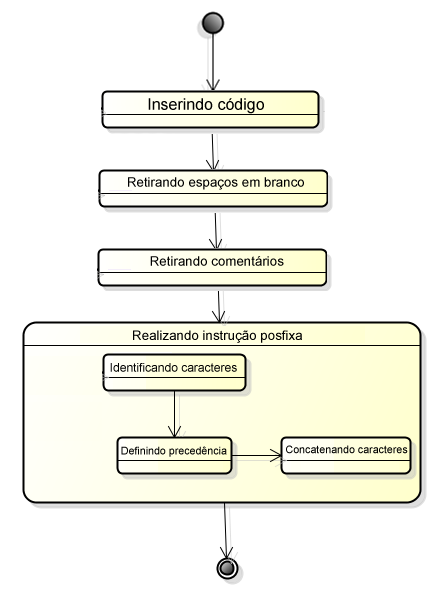 Inserindo código
Retirando espaços em branco
Retirando comentários
Realizando instrução posfixa
Identificando caracteres
Definindo precedência
Concatenando caracteres